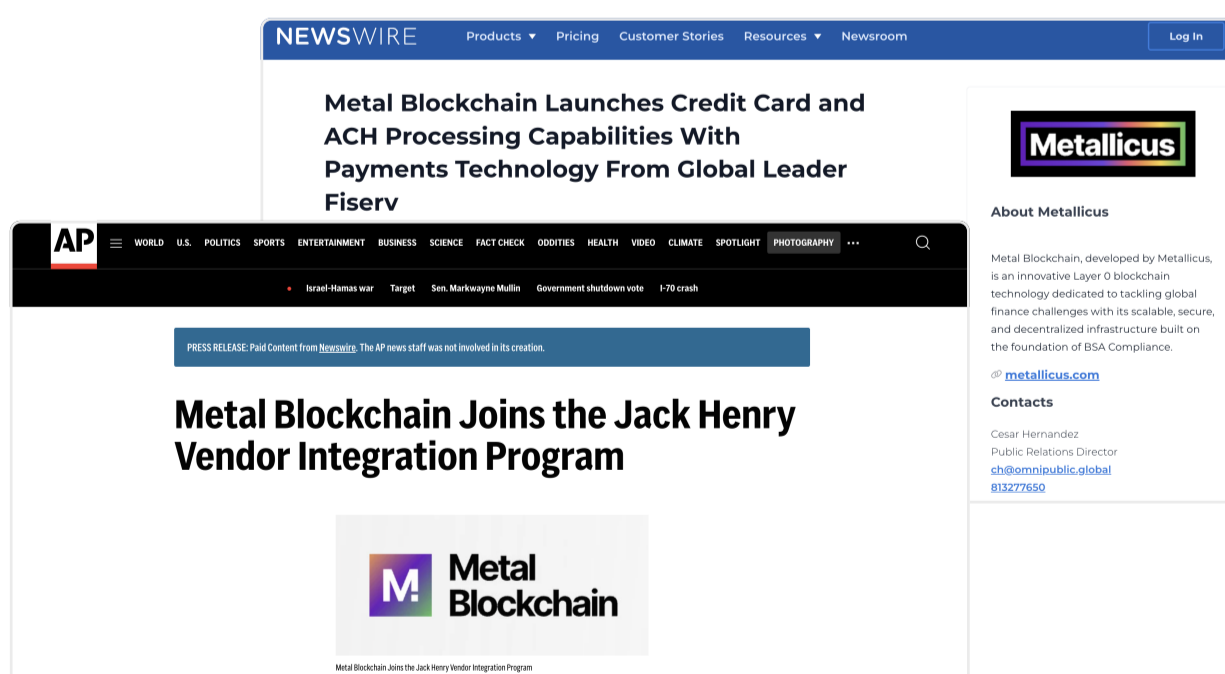 NEWSWIRE Products Pricing Customer Stories Resources Newsroom Log In
Metal Blockchain Launches Credit Card and
ACH Processing Capabilities With
Payments Technology From Global Leader
Fiserv
Metallicus
About Metallicus
Metal Blockchain, developed by Metallicus,
is an innovative Layer 0 blockchain
technology dedicated to tackling global
finance challenges with its scalable, secure,
and decentralized infrastructure built on
the foundation of BSA Compliance.
metallicus.com
Contacts
Cesar Hernandez
Public Relations Director
ch@omnipublic.global
813277650
AP WORLD U.S. POLITICS SPORTS ENTERTAINMENT BUSINESS SCIENCE FACT CHECK ODDITIES HEALTH VIDEO CLIMATE SPOTLIGHT PHOTOGRAPHY
Israel-Hamas war Target Sen. Markwayne Mullin Government shutdown vote I-70 crash
PRESS RELEASE: Paid Content from Newswire. The AP news staff was not involved in its creation.
Metal Blockchain Joins the Jack Henry
Vendor Integration Program
M. Metal
Blockchain
Metal Blockchain Joins the Jack Henry Vendor Integration Program